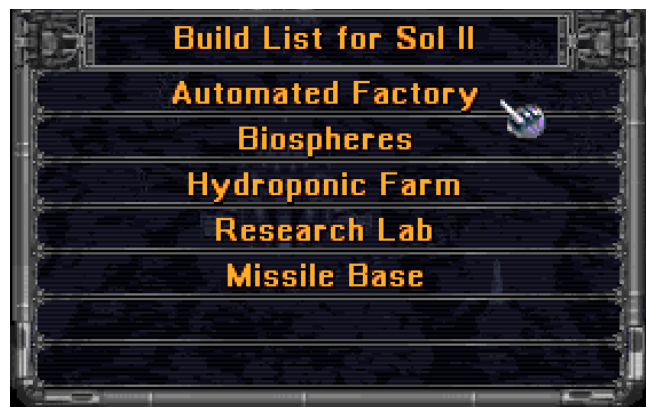 Build List for Sol II
Automated Factory
Biospheres
Hydroponic Farm
Research Lab
Missile Base